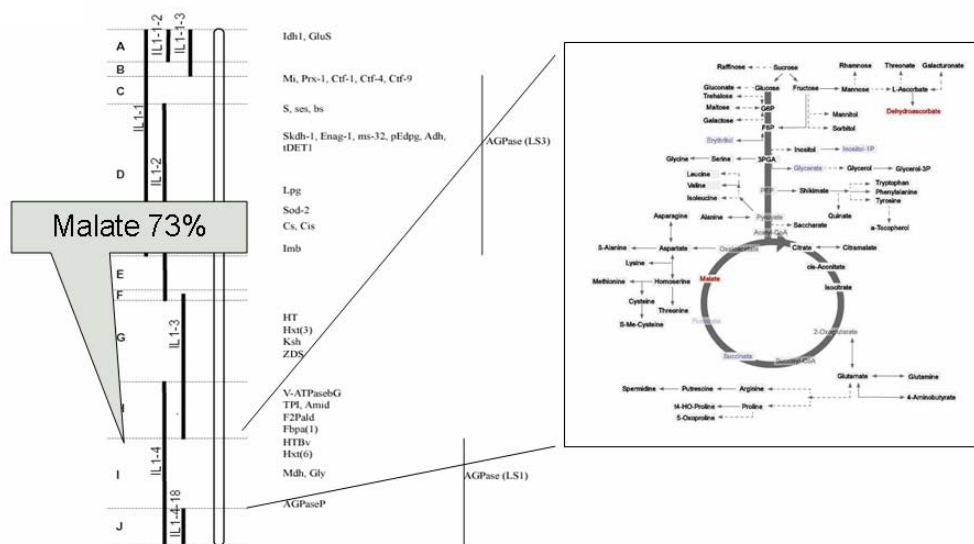 A
B
C
D
E
F
G
I
I
J
IL1-1
IL1-1-2
IL1-1-3
IL1-2
IL1-3
IL1-4
IL1-4-18
Malate 73%
Idh1, GluS
Mi, Prx-1, Ctf-1, Ctf-4, Ctf-9
S, ses, bs
Skdh-1, Enag-1, ms-32, pEdpg, Adh,
tDET1
Lpg
Sod-2
Cs, Cis
Imb
HT
Hxt(3)
Ksh
ZDS
V-ATPasebG
TPI, Amid
F2Pald
Fbpa(1)
HTBv
Hxt(6)
Mdh, Gly
AGPaseP
AGPase (LS3)
AGPase (LS1)
Raffinose
Sucrose
Rhamnose
Threonate
Galacturonate
Gluconate
Glucose
Fructose
Mannose
L-Ascorbate
Trehalose
Maltose
G6P
Mannitol
Dehydroascorbate
Galactose
F6P
Sorbitol
Erythritol
Inositol
Inositol-1P
Glycine
Serine
3PGA
Glycerate
Glycerol
Glycerol-3P
Leucine
Valine
Isoleucine
PEP
Shikimate
Tryptophan
Phenylalanine
Tyrosine
Asparagine
Alanine
Pyruvate
Saccharate
Quinate
a-Tocopherol
Acetyl-CoA
ß-Alanine
Aspartate
Oxaloacetate
Citrate
Citramalate
Lysine
cis-Aconitate
Methionine
Homoserine
Malate
Isocitrate
Cysteine
Threonine
S-Me-Cysteine
Fumarate
2-Oxoglutarate
Succinate
Succinyl-CoA
Glutamate
Glutamine
Spermidine
Putrescine
Arginine
4-Aminobutyrate
t4-HO-Proline
Proline
5-Oxoproline